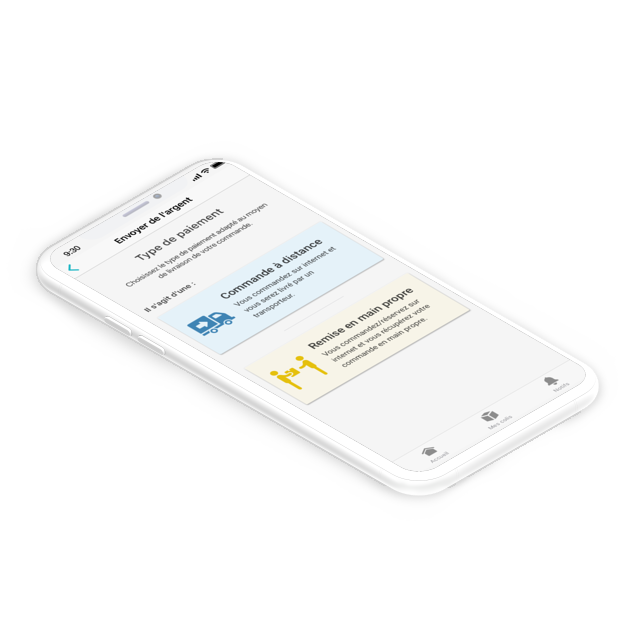 9:30
Envoyer de l'argent
Type de paiement
Choisissez le type de paiement adapté au moyen
de livraison de votre commande.
Il s'agit d'une :
Commande à distance
Vous commandez sur internet et
vous serez livré par un
transporteur.
Remise en main propre
Vous commandez/réservez sur
internet et vous récupérez votre
commande en main propre.
Accueil
Mes colis
Notifs